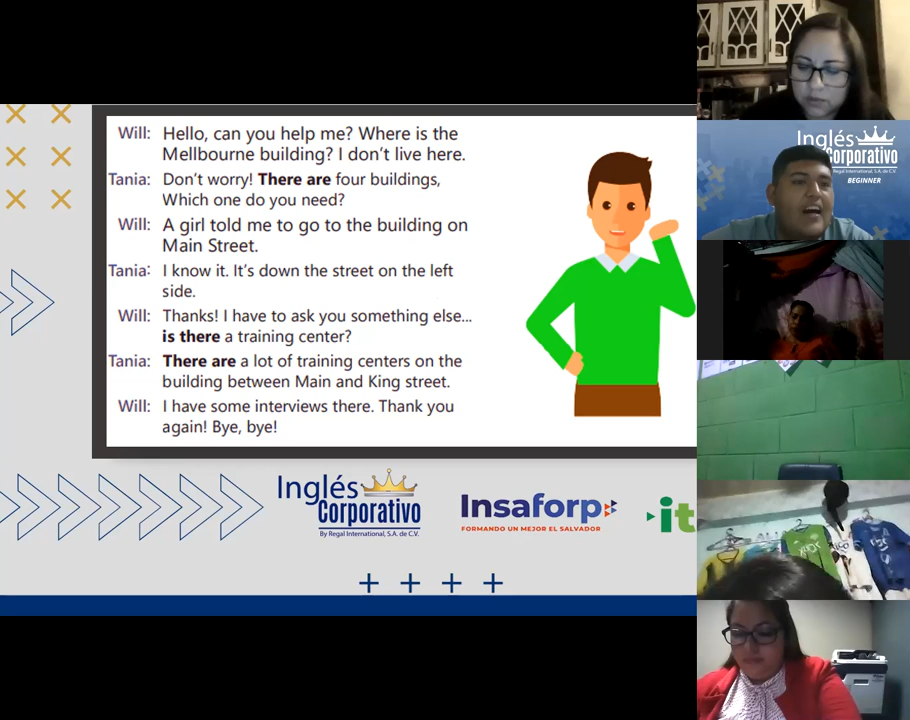 Will: Hello, can you help me? Where is the
Mellbourne building? I don't live here.
Tania: Don't worry! There are four buildings,
Which one do you need?
Will: A girl told me to go to the building on
Main Street.
Tania: I know it. It's down the street on the left
side.
Will: Thanks! I have to ask you something else...
is there a training center?
Tania: There are a lot of training centers on the
building between Main and King street.
Will: I have some interviews there. Thank you
again! Bye, bye!
Inglés
Corporativo
By Regal International, S.A. de C.V.
Insaforp
FORMANDO UN MEJOR EL SALVADOR
it
Inglés
Corporativo
By Regal International, S.A. de C.V.
BEGINNER